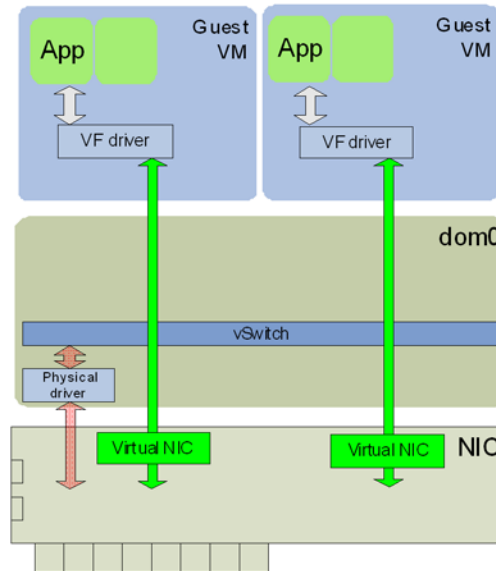 App
Guest
VM
App
Guest
VM
VF driver
VF driver
dom0
vSwitch
Physical
driver
Virtual NIC
Virtual NIC
NIC